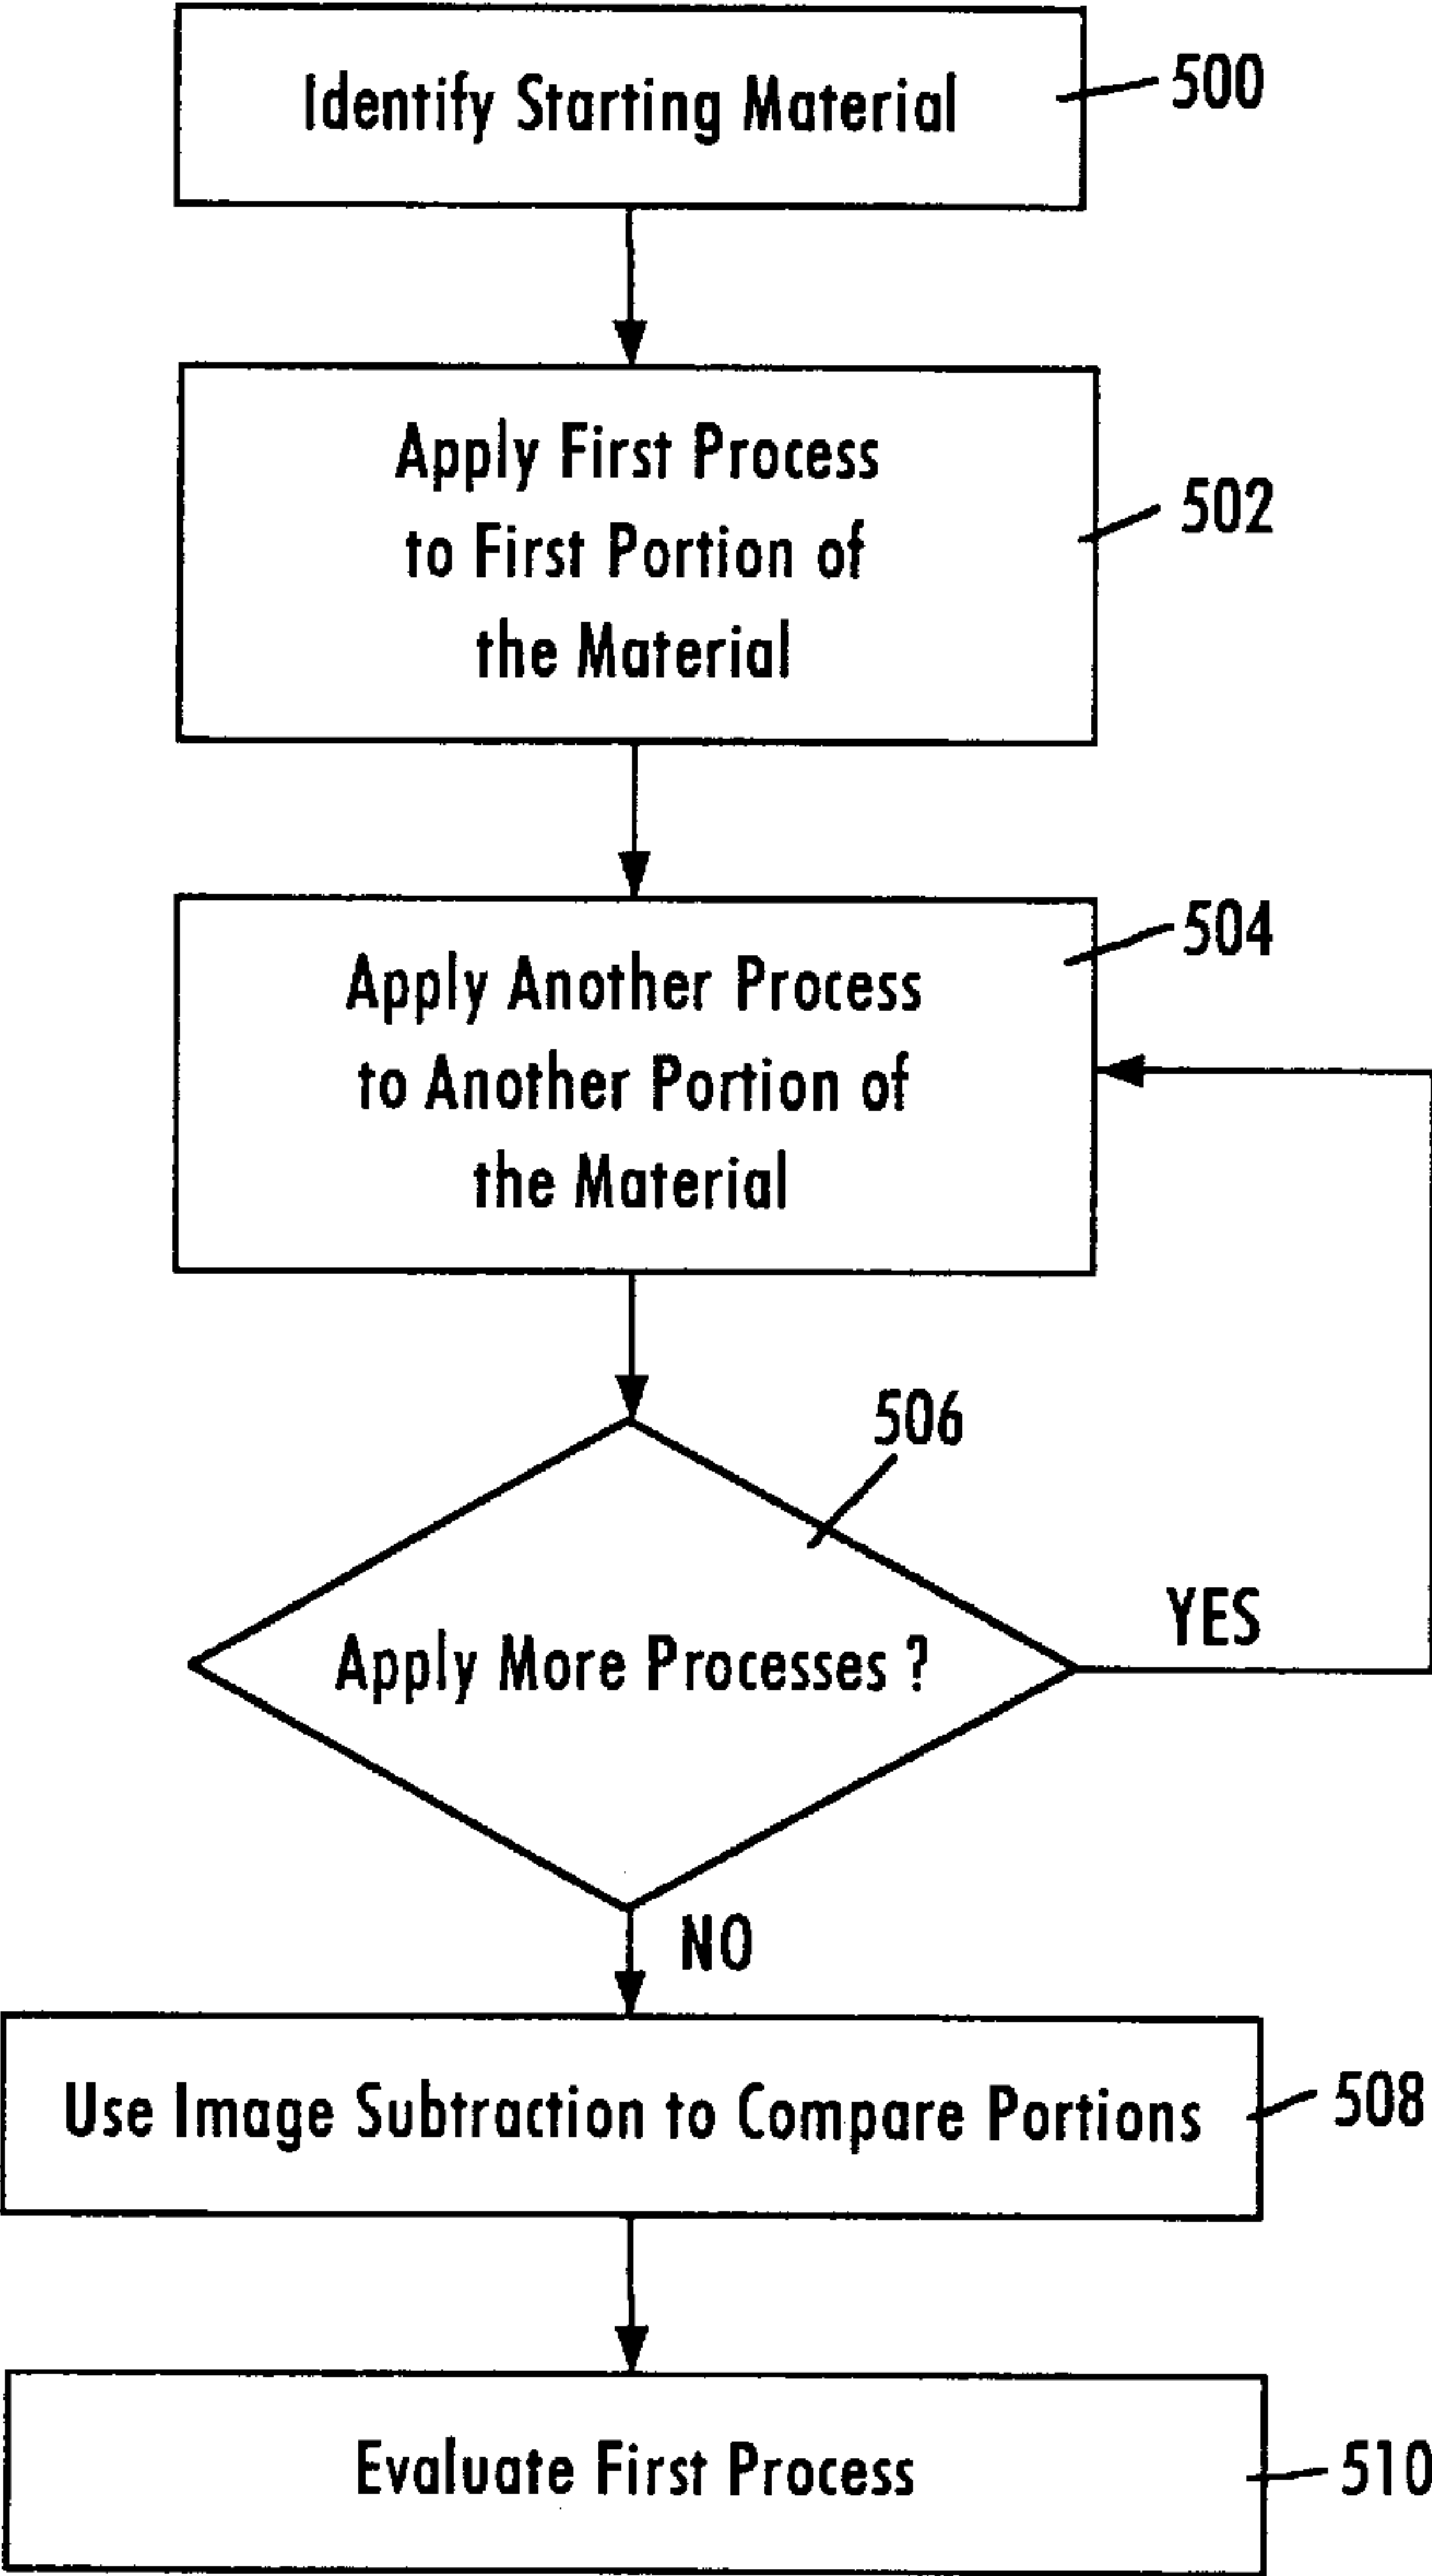 Identify Starting Material
500
Apply First Process
to First Portion of
the Material
502
504
Apply Another Process
to Another Portion of
the Material
506
Apply More Processes ?
YES
NO
Use Image Subtraction to Compare Portions
508
Evaluate First Process
510